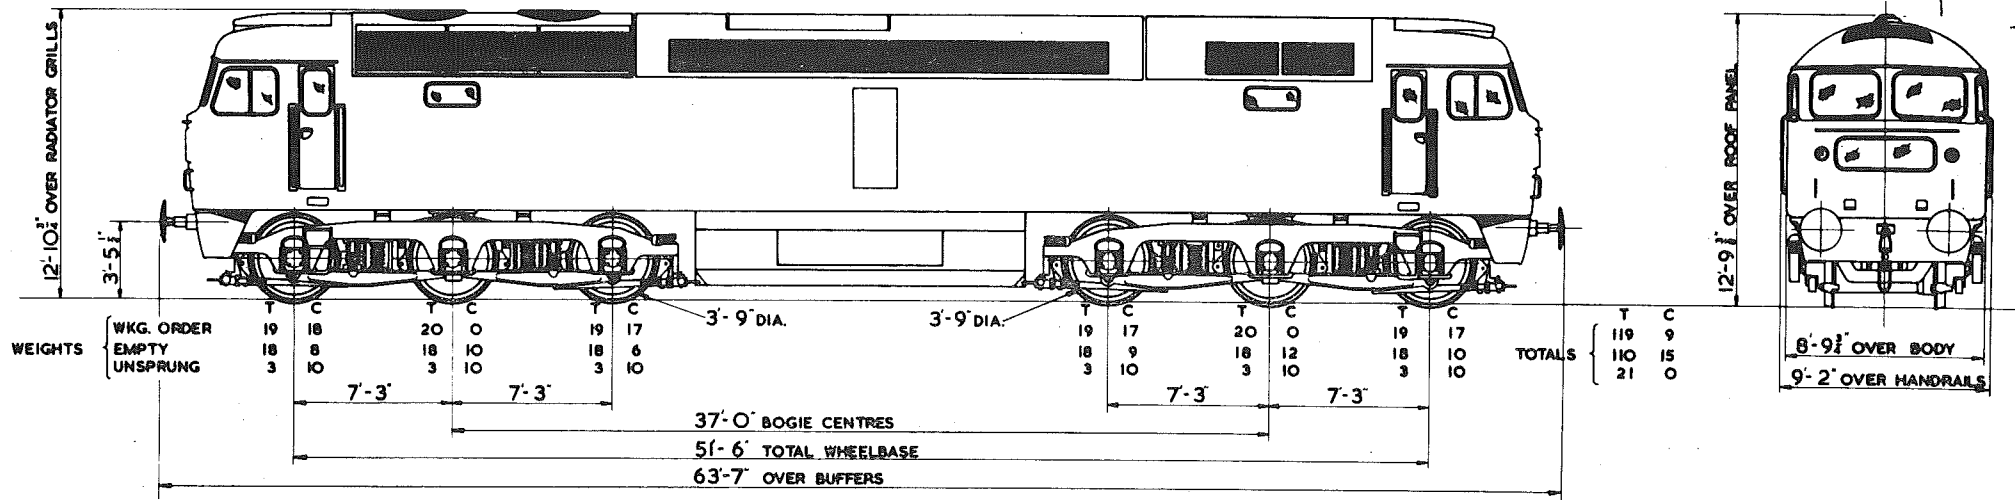 12'-10¾" OVER RADIATOR GRILLS
3'-5½"
12'-9⅜" OVER ROOF PANEL
T C T C T C T C T C T C T C
3'-9" DIA. 3'-9" DIA.
WKG. ORDER 19 18 20 0 19 17 19 17 20 0 19 17 119 9
WEIGHTS EMPTY 18 8 18 10 18 6 18 9 18 12 18 10 TOTALS 110 15
UNSPRUNG 3 10 3 10 3 10 3 10 3 10 3 10 21 0
8'-9¾" OVER BODY
9'-2" OVER HANDRAILS
7'-3" 7'-3" 7'-3" 7'-3"
37'-0" BOGIE CENTRES
51'-6" TOTAL WHEELBASE
63'-7" OVER BUFFERS